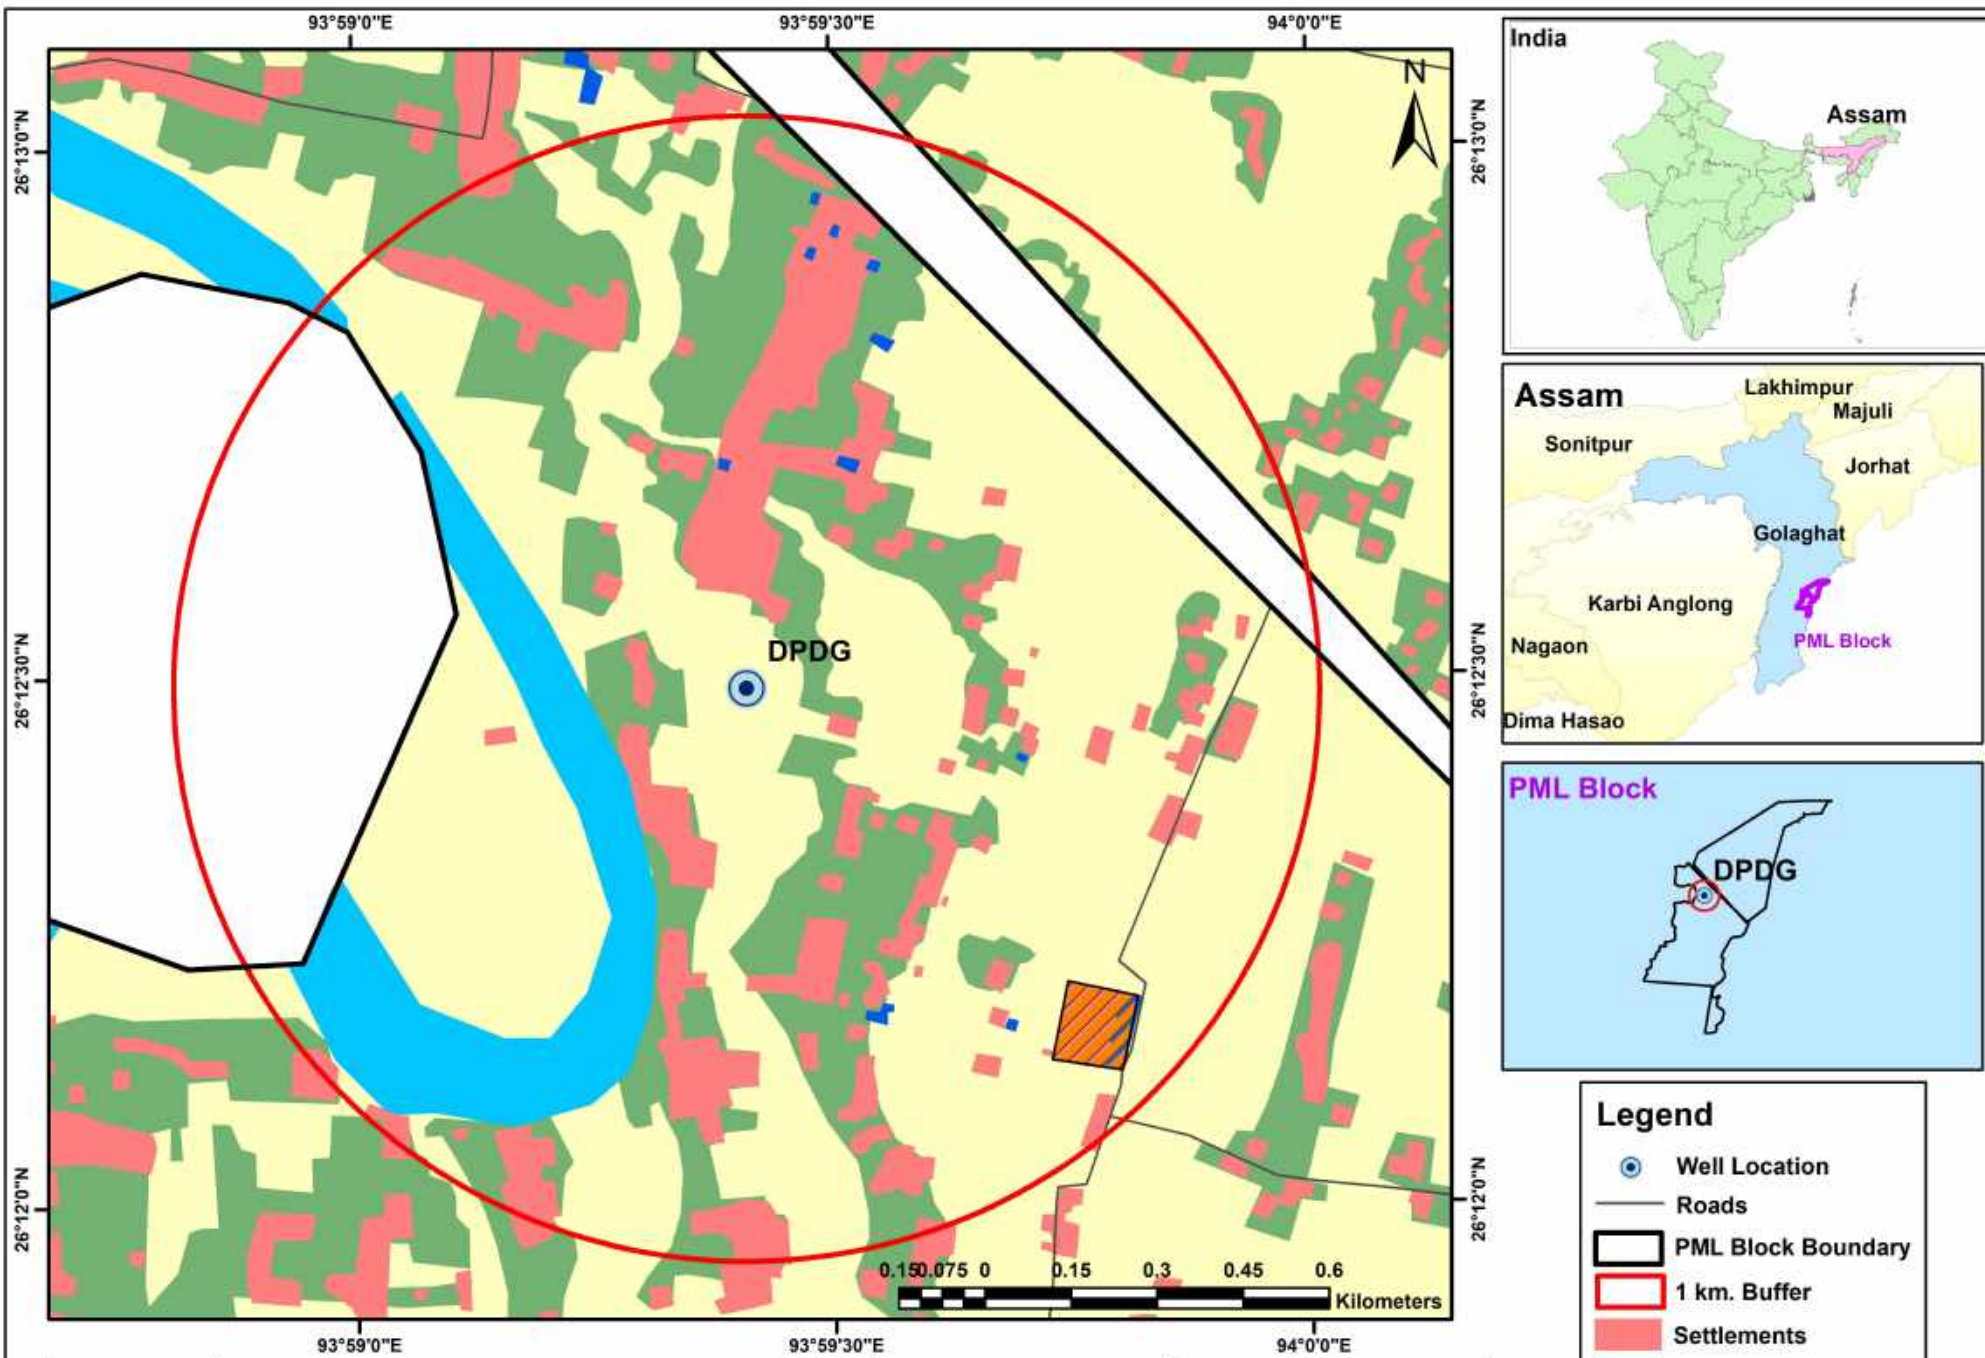 93°59'0"E
93°59'30"E
94°0'0"E
26°13'0"N
26°12'30"N
26°12'0"N
N
DPDG
26°13'0"N
26°12'30"N
26°12'0"N
0.15 0.075 0 0.15 0.3 0.45 0.6
Kilometers
93°59'0"E
93°59'30"E
94°0'0"E
India
Assam
Assam
Lakhimpur
Majuli
Sonitpur
Jorhat
Golaghat
Karbi Anglong
Nagaon
PML Block
Dima Hasao
PML Block
DPDG
Legend
Well Location
Roads
PML Block Boundary
1 km. Buffer
Settlements